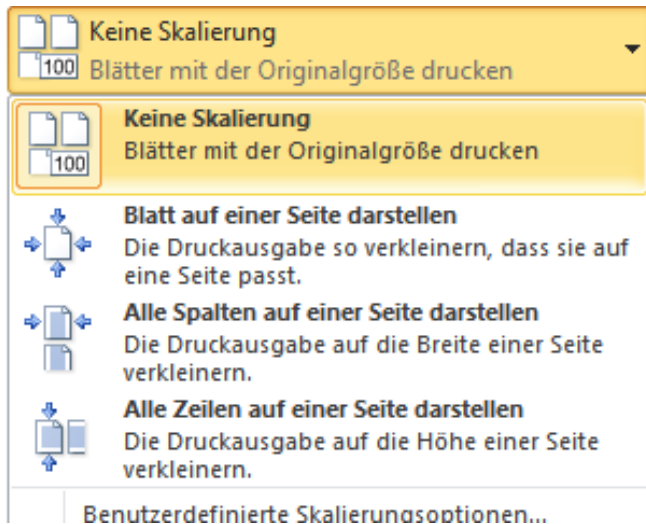 Keine Skalierung
100 Blätter mit der Originalgröße drucken
Keine Skalierung
Blätter mit der Originalgröße drucken
100
Blatt auf einer Seite darstellen
Die Druckausgabe so verkleinern, dass sie auf
eine Seite passt.
Alle Spalten auf einer Seite darstellen
Die Druckausgabe auf die Breite einer Seite
verkleinern.
Alle Zeilen auf einer Seite darstellen
Die Druckausgabe auf die Höhe einer Seite
verkleinern.
Benutzerdefinierte Skalierungsoptionen...